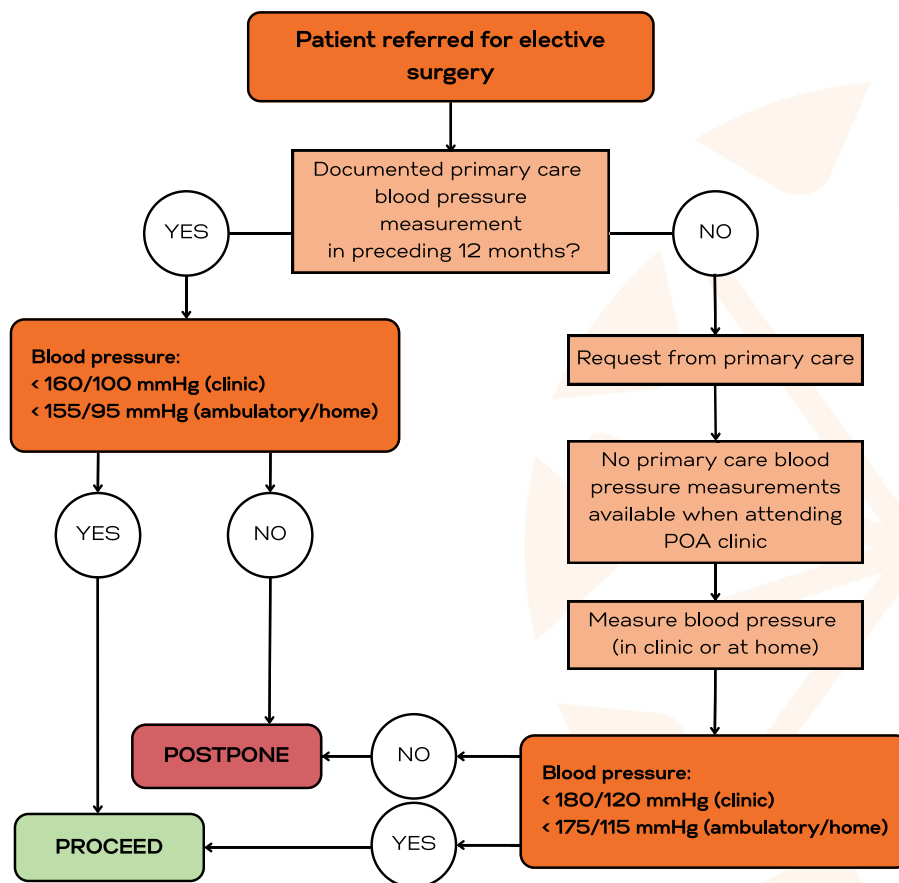 Patient referred for elective
surgery
Documented primary care
blood pressure
measurement
in preceding 12 months?
YES
NO
Blood pressure:
< 160/100 mmHg (clinic)
< 155/95 mmHg (ambulatory/home)
Request from primary care
No primary care blood
pressure measurements
available when attending
POA clinic
YES
NO
Measure blood pressure
(in clinic or at home)
POSTPONE
NO
Blood pressure:
< 180/120 mmHg (clinic)
< 175/115 mmHg (ambulatory/home)
PROCEED
YES